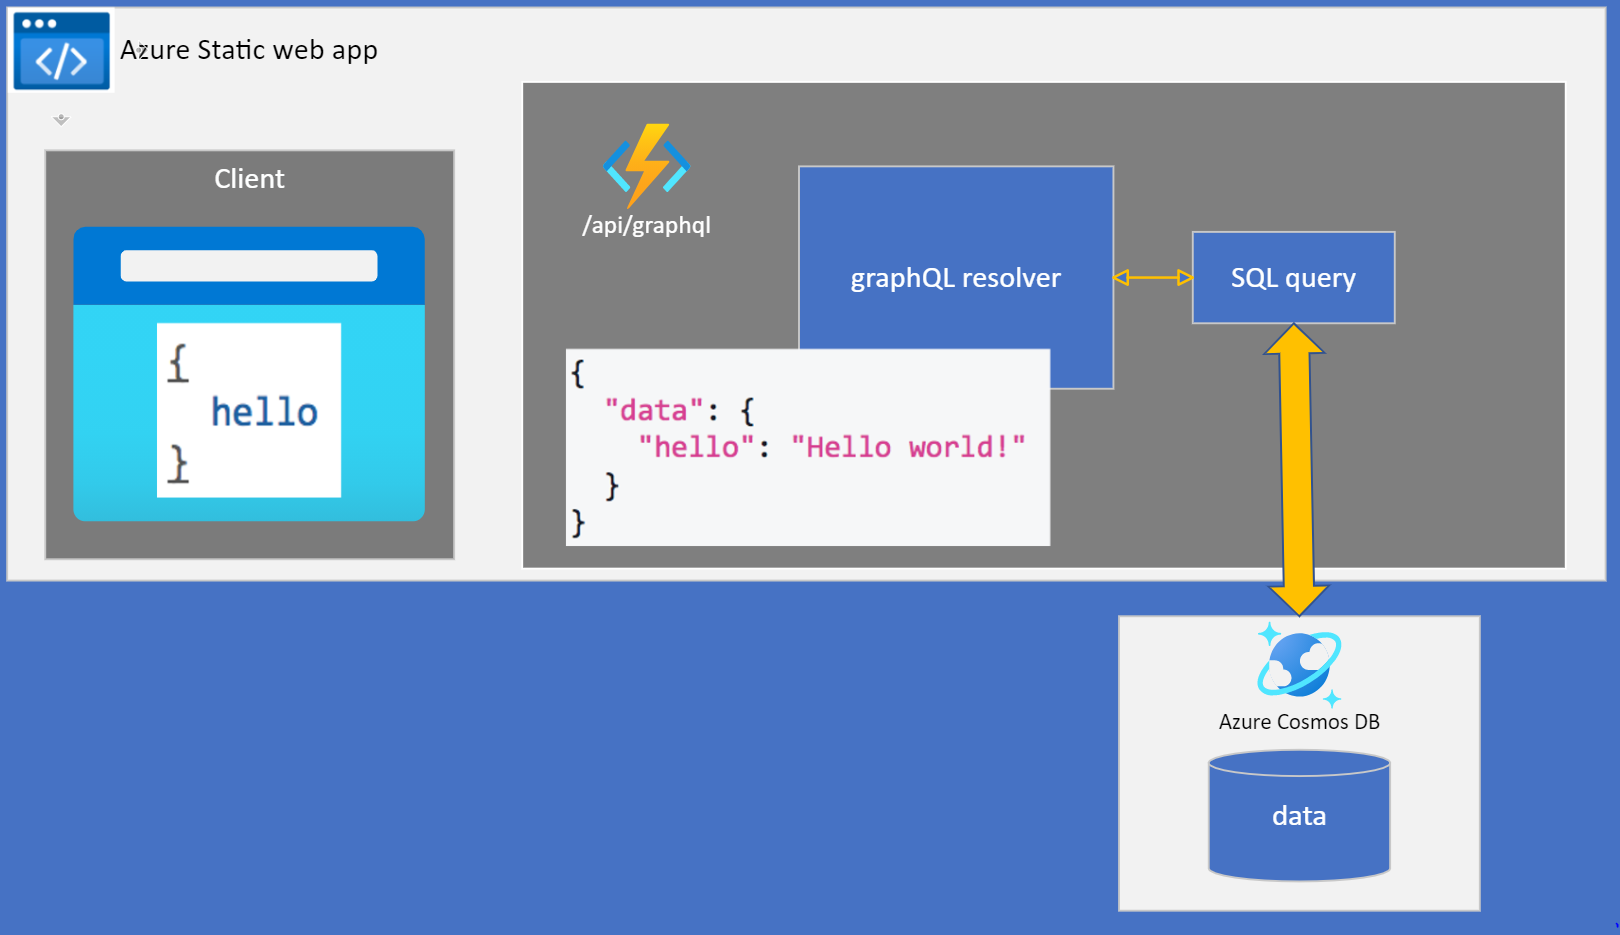 Azure Static web app
Client
{
hello
}
/api/graphql
graphQL resolver
SQL query
{
"data": {
"hello": "Hello world!"
}
}
Azure Cosmos DB
data